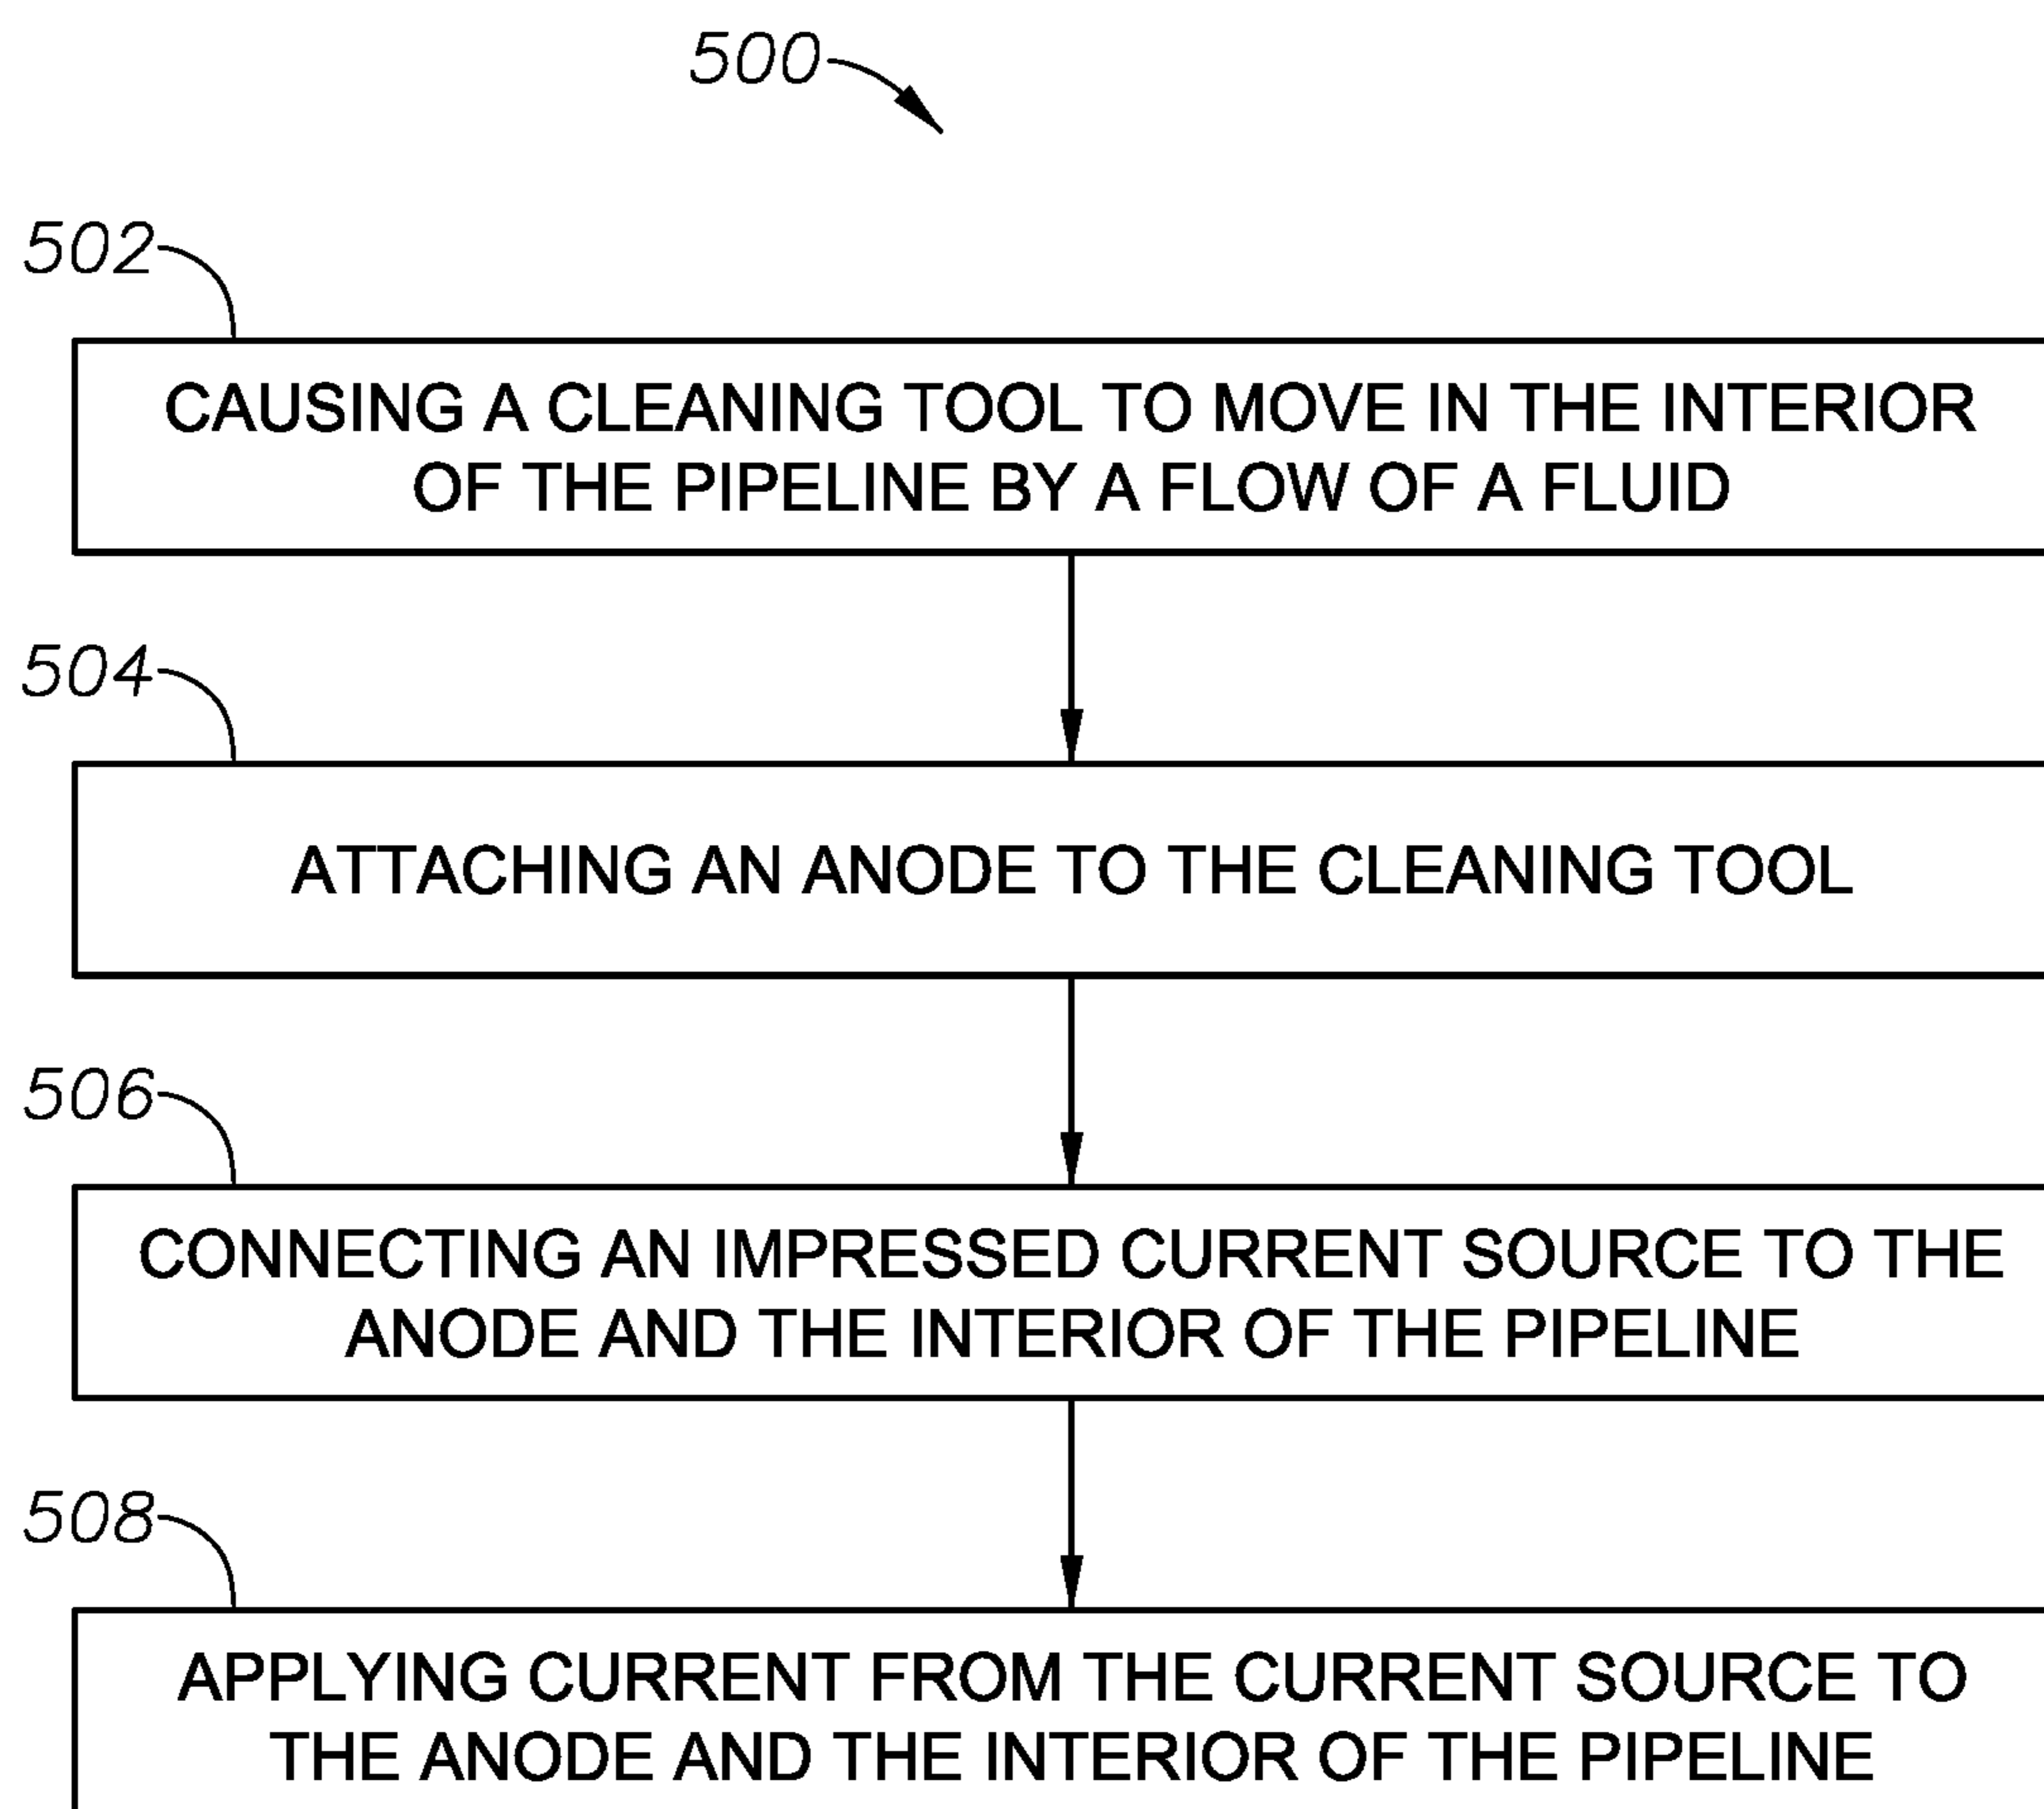 500
502
CAUSING A CLEANING TOOL TO MOVE IN THE INTERIOR
OF THE PIPELINE BY A FLOW OF A FLUID
504
ATTACHING AN ANODE TO THE CLEANING TOOL
506
CONNECTING AN IMPRESSED CURRENT SOURCE TO THE
ANODE AND THE INTERIOR OF THE PIPELINE
508
APPLYING CURRENT FROM THE CURRENT SOURCE TO
THE ANODE AND THE INTERIOR OF THE PIPELINE